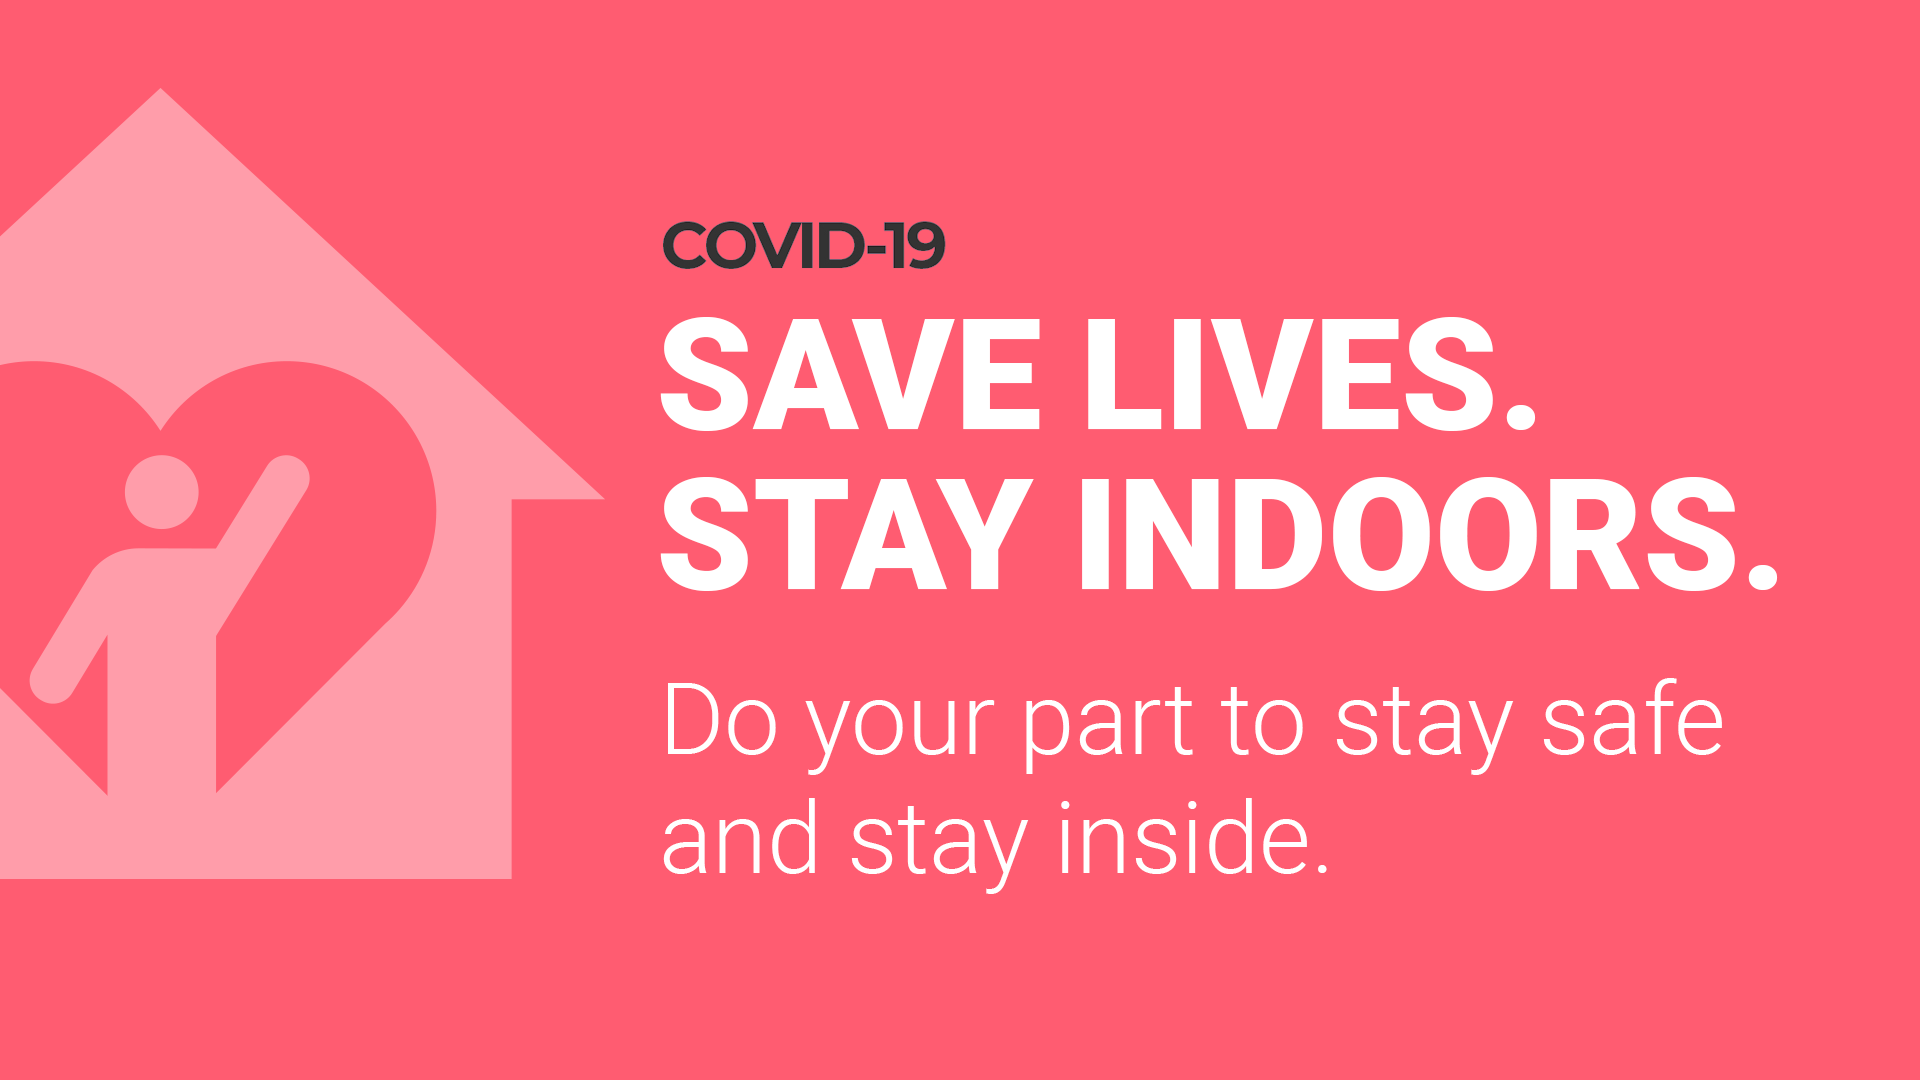 COVID-19
SAVE LIVES.
STAY INDOORS.
Do your part to stay safe
and stay inside.